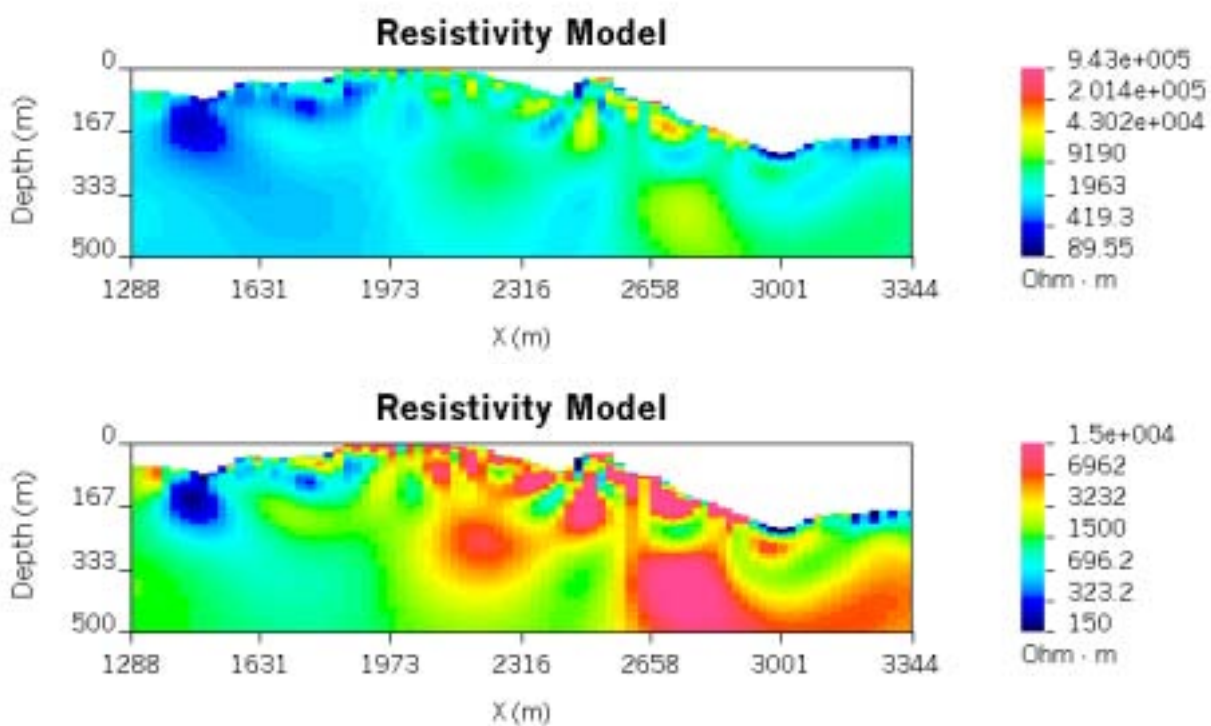 Resistivity Model
Depth (m)
0
167
333
500
1288 1631 1973 2316 2658 3001 3344
X (m)
9.43e+005
2.014e+005
4.302e+004
9190
1963
419.3
89.55
Ohm · m
Resistivity Model
Depth (m)
0
167
333
500
1288 1631 1973 2316 2658 3001 3344
X (m)
1.5e+004
6962
3232
1500
696.2
323.2
150
Ohm · m